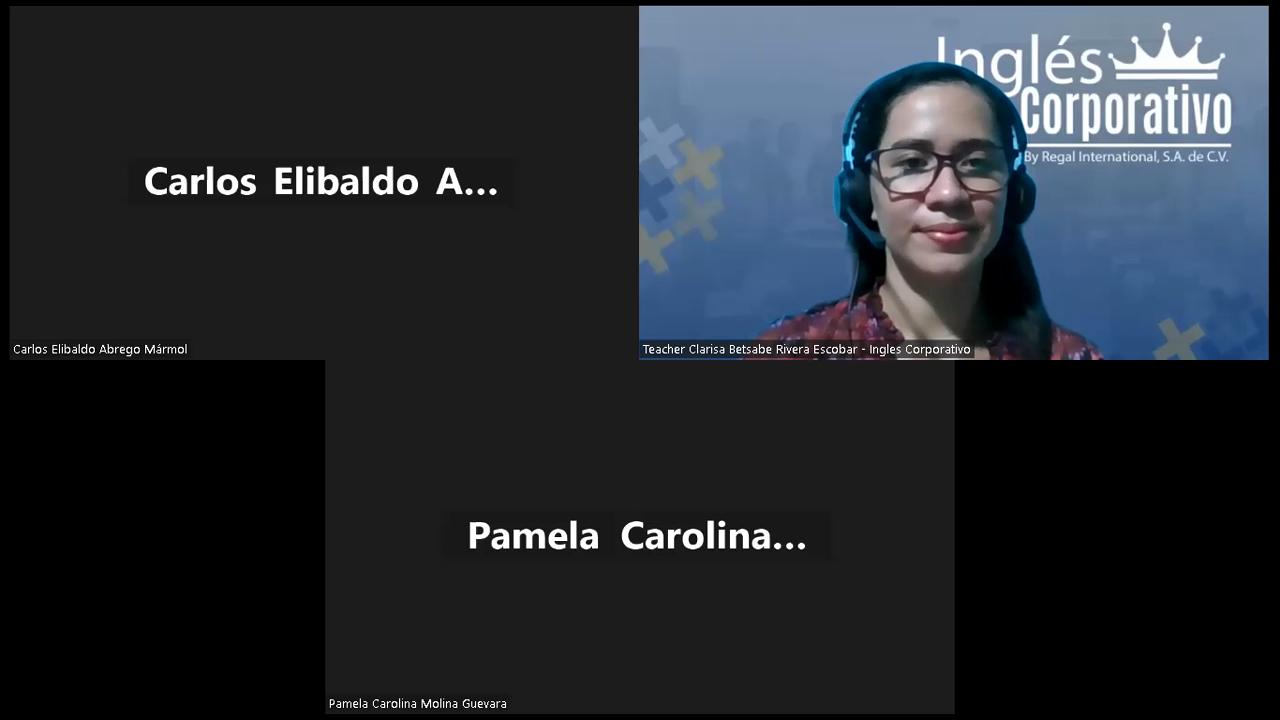 Carlos Elibaldo A...
Carlos Elibaldo Abrego Mármol
Inglés
Corporativo
By Regal International, S.A. de C.V.
Teacher Clarisa Betsabe Rivera Escobar - Ingles Corporativo
Pamela Carolina...
Pamela Carolina Molina Guevara